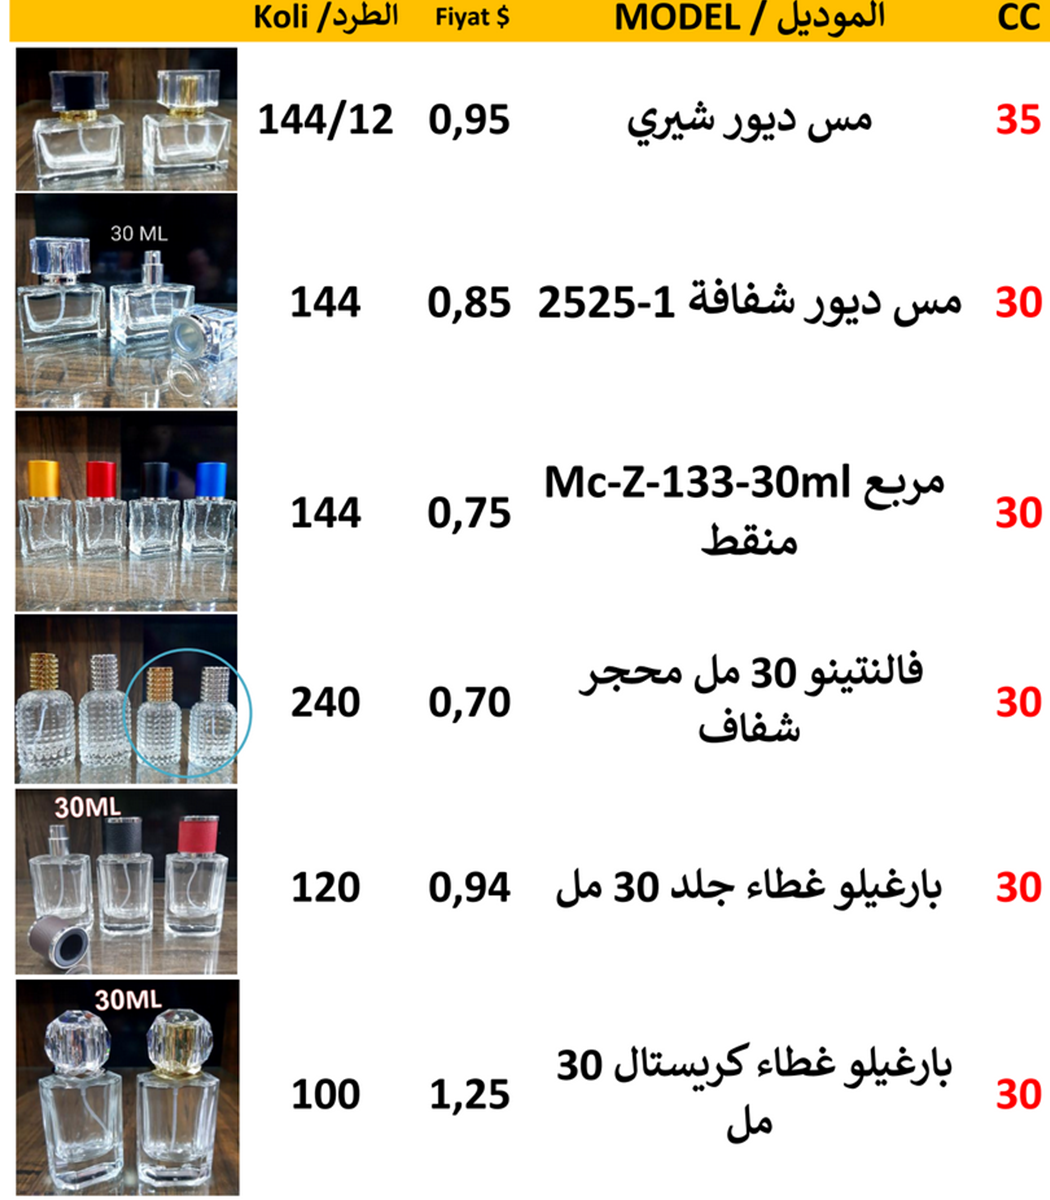 CC الموديل / MODEL Fiyat $ الطرد/ Koli
35 مس ديور شيري 0,95 144/12
30 ML
30 مس ديور شفافة 1-2525 0,85 144
30 مربع Mc-Z-133-30ml 0,75 144
منقط
30 فالنتينو 30 مل محجر 0,70 240
شفاف
30ML
30 بارغيلو غطاء جلد 30 مل 0,94 120
30ML
30 بارغيلو غطاء كريستال 30 1,25 100
مل